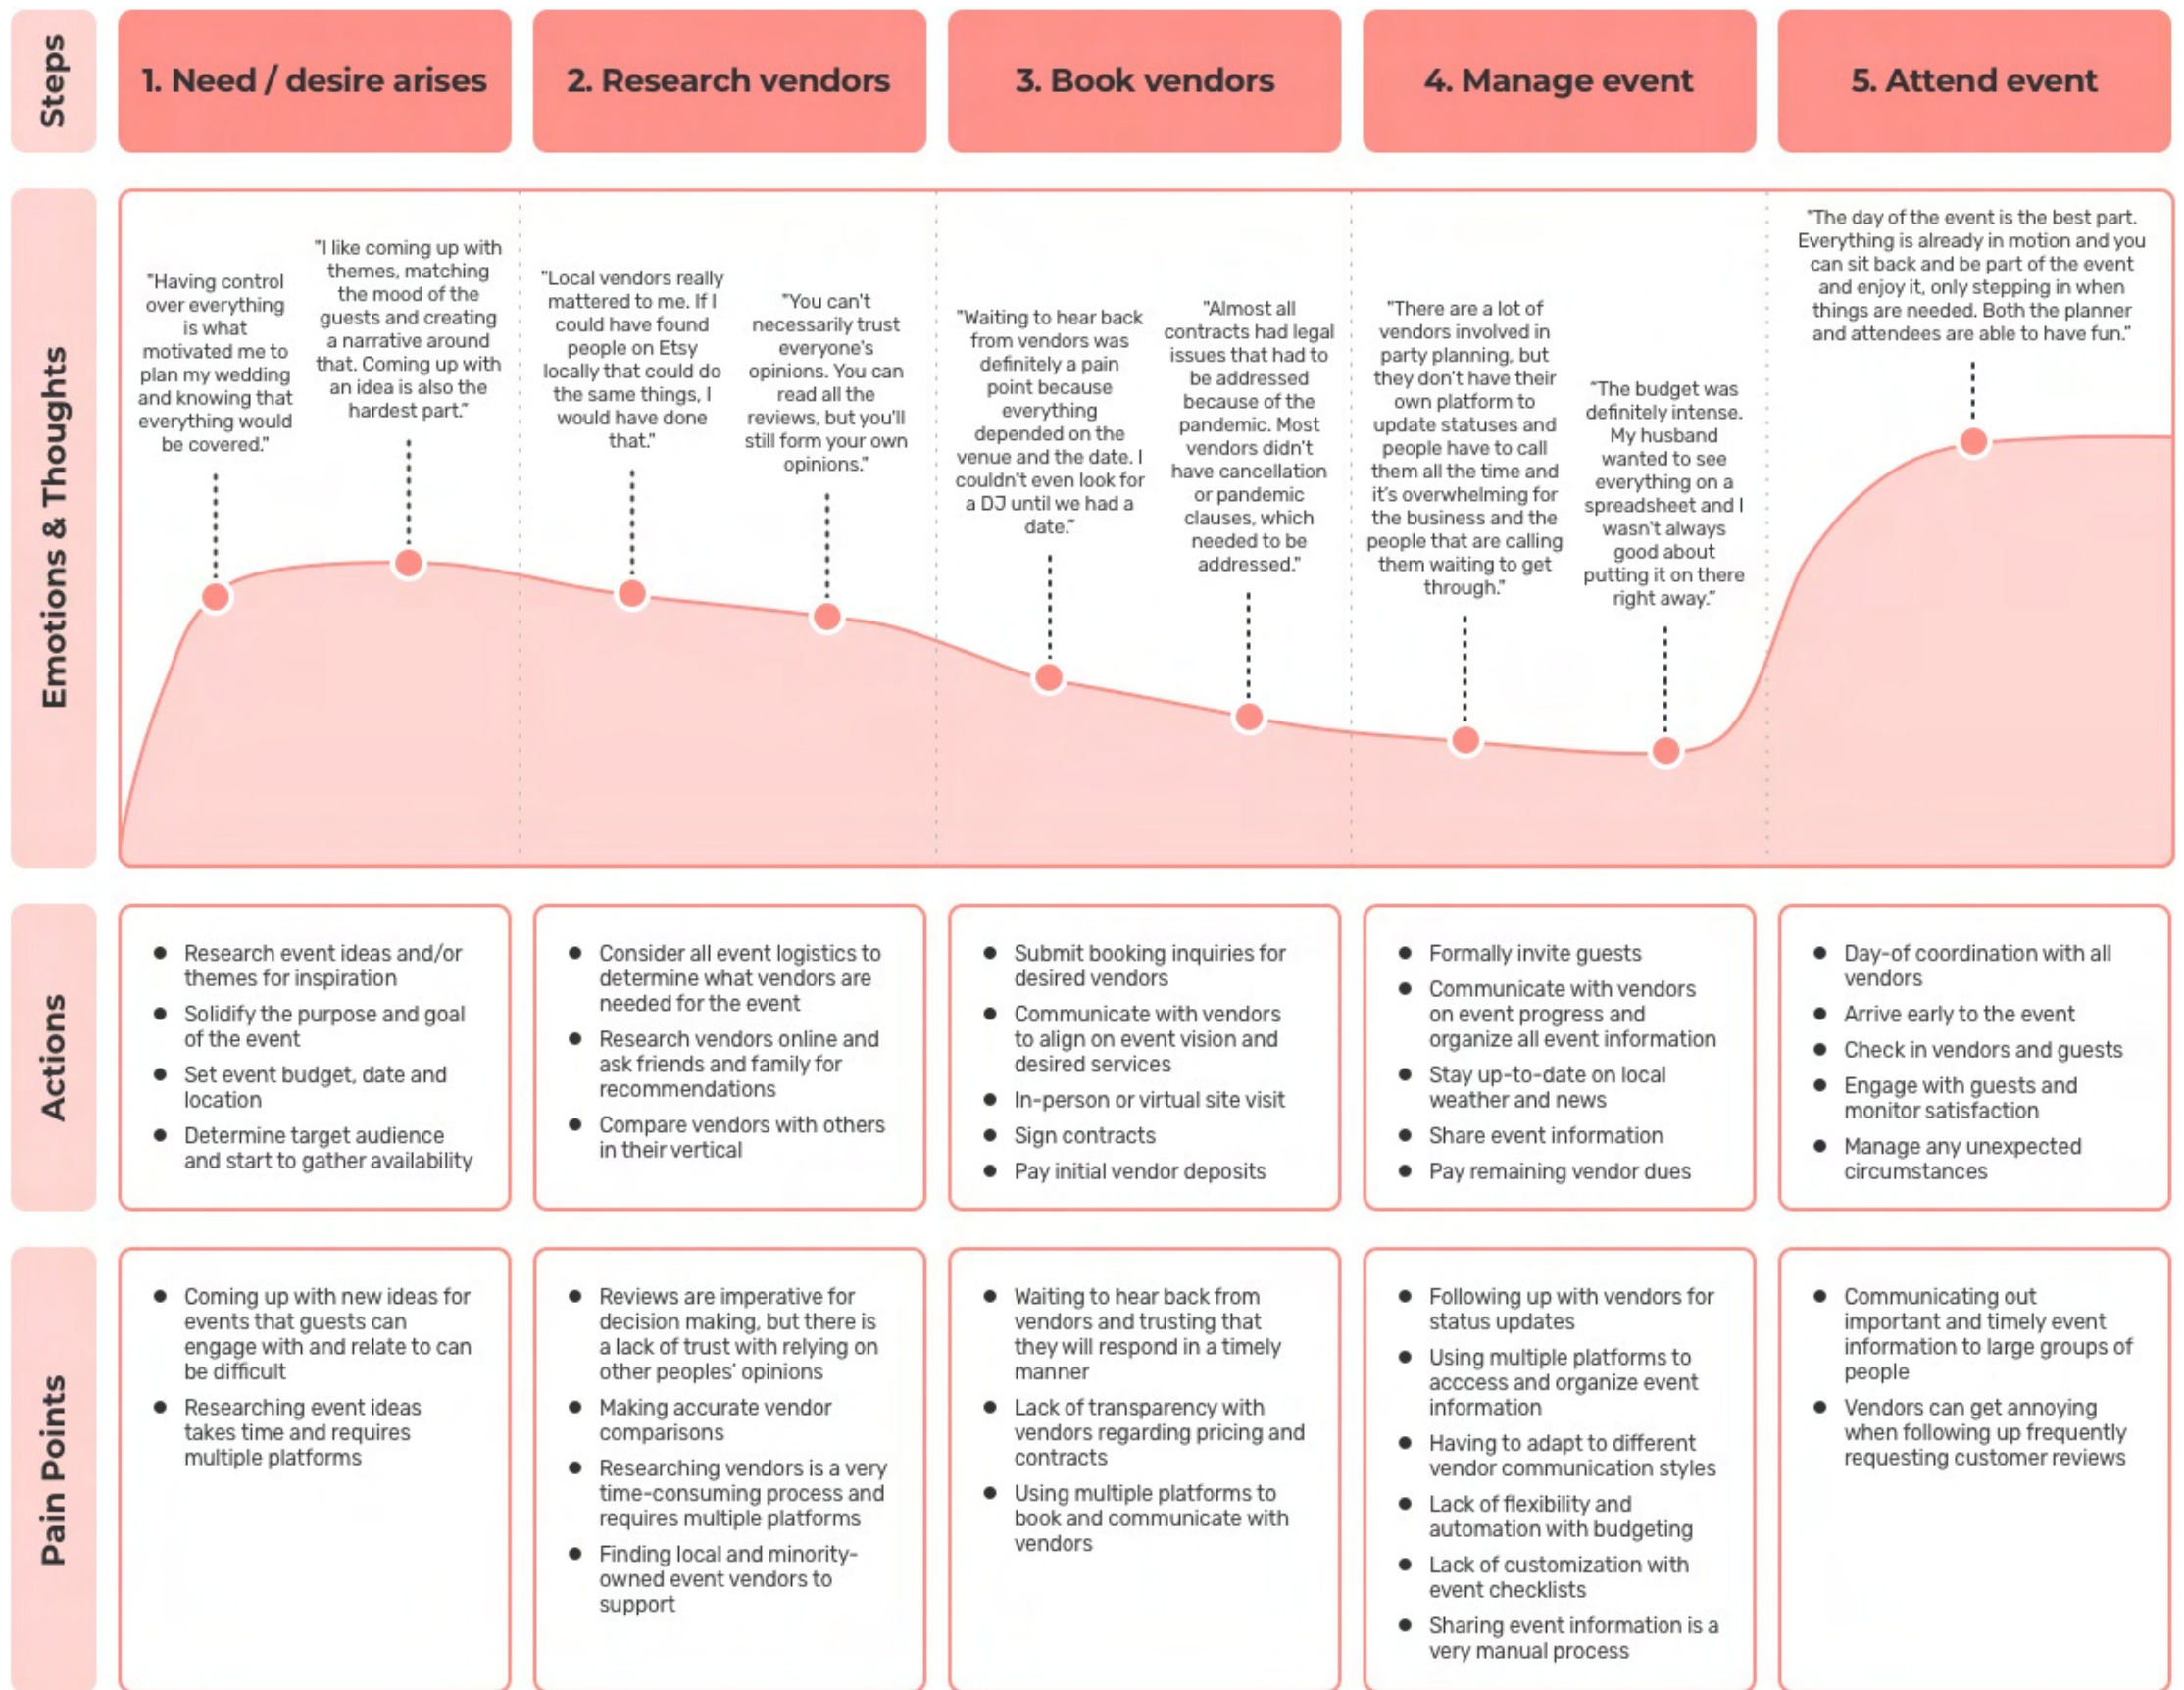 Steps
1. Need / desire arises
2. Research vendors
3. Book vendors
4. Manage event
5. Attend event
Emotions & Thoughts
"Having control
over everything
is what
motivated me to
plan my wedding
and knowing that
everything would
be covered."
"I like coming up with
themes, matching
the mood of the
guests and creating
a narrative around
that. Coming up with
an idea is also the
hardest part."
"Local vendors really
mattered to me. If I
could have found
people on Etsy
locally that could do
the same things, I
would have done
that."
"You can't
necessarily trust
everyone's
opinions. You can
read all the
reviews, but you'll
still form your own
opinions."
"Waiting to hear back
from vendors was
definitely a pain
point because
everything
depended on the
venue and the date. I
couldn't even look for
a DJ until we had a
date."
"Almost all
contracts had legal
issues that had to
be addressed
because of the
pandemic. Most
vendors didn't
have cancellation
or pandemic
clauses, which
needed to be
addressed."
"There are a lot of
vendors involved in
party planning, but
they don't have their
own platform to
update statuses and
people have to call
them all the time and
it's overwhelming for
the business and the
people that are calling
them waiting to get
through."
"The budget was
definitely intense.
My husband
wanted to see
everything on a
spreadsheet and I
wasn't always
good about
putting it on there
right away."
"The day of the event is the best part.
Everything is already in motion and you
can sit back and be part of the event
and enjoy it, only stepping in when
things are needed. Both the planner
and attendees are able to have fun."
Actions
● Research event ideas and/or
themes for inspiration
● Solidify the purpose and goal
of the event
● Set event budget, date and
location
● Determine target audience
and start to gather availability
● Consider all event logistics to
determine what vendors are
needed for the event
● Research vendors online and
ask friends and family for
recommendations
● Compare vendors with others
in their vertical
● Submit booking inquiries for
desired vendors
● Communicate with vendors
to align on event vision and
desired services
● In-person or virtual site visit
● Sign contracts
● Pay initial vendor deposits
● Formally invite guests
● Communicate with vendors
on event progress and
organize all event information
● Stay up-to-date on local
weather and news
● Share event information
● Pay remaining vendor dues
● Day-of coordination with all
vendors
● Arrive early to the event
● Check in vendors and guests
● Engage with guests and
monitor satisfaction
● Manage any unexpected
circumstances
Pain Points
● Coming up with new ideas for
events that guests can
engage with and relate to can
be difficult
● Researching event ideas
takes time and requires
multiple platforms
● Reviews are imperative for
decision making, but there is
a lack of trust with relying on
other peoples' opinions
● Making accurate vendor
comparisons
● Researching vendors is a very
time-consuming process and
requires multiple platforms
● Finding local and minority-
owned event vendors to
support
● Waiting to hear back from
vendors and trusting that
they will respond in a timely
manner
● Lack of transparency with
vendors regarding pricing and
contracts
● Using multiple platforms to
book and communicate with
vendors
● Following up with vendors for
status updates
● Using multiple platforms to
acccess and organize event
information
● Having to adapt to different
vendor communication styles
● Lack of flexibility and
automation with budgeting
● Lack of customization with
event checklists
● Sharing event information is a
very manual process
● Communicating out
important and timely event
information to large groups of
people
● Vendors can get annoying
when following up frequently
requesting customer reviews